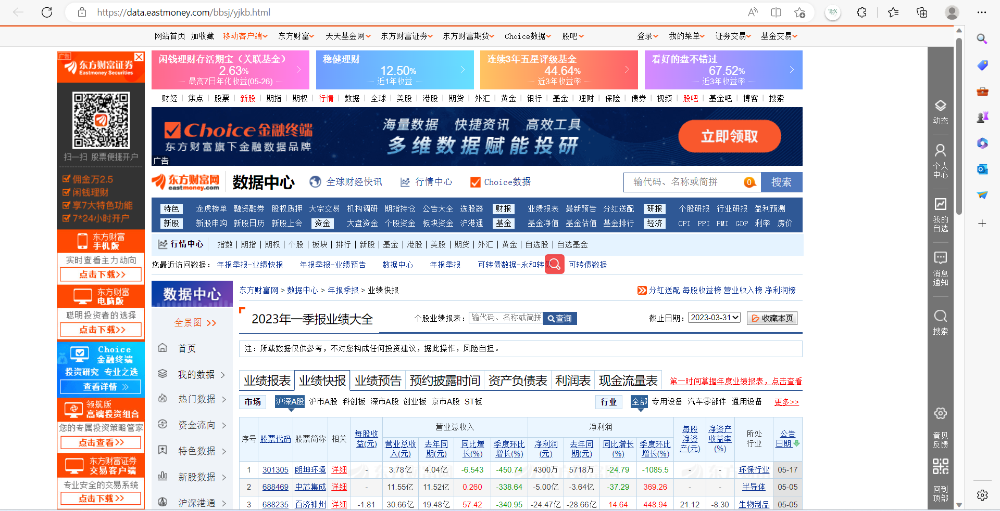 https://data.eastmoney.com/bbsj/yjkb.html
网站首页 加收藏 移动客户端 东方财富 天天基金网 东方财富证券 东方财富期货 Choice数据 股吧 登录 我的菜单 证券交易 基金交易
广告
东方财富证券
Eastmoney Securities
扫一扫 股票便捷开户
佣金万2.5
闲钱理财
享7大特色功能
7*24小时开户
东方财富
手机版
实时查看主力动向
点击下载>>
东方财富
电脑版
聪明投资者的选择
点击下载>>
Choice
金融终端
投资研究 专业之选
查看详情
领航版
高端投资组合
您的专属投资策略管家
点击查看>>
东方财富证券
交易客户端
专业安全的交易系统
点击下载>>
闲钱理财存活期宝（关联基金）
2.63%
最高7日年化收益(05-26)
稳健理财
12.50%
近1年收益
连续3年五星评级基金
44.64%
近3年收益率
看好的盘不错过
67.52%
近3年收益率
财经 焦点 股票 新股 期指 期权 行情 数据 全球 美股 港股 期货 外汇 黄金 银行 基金 理财 保险 债券 视频 股吧 基金吧 博客 搜索
Choice金融终端
东方财富旗下金融数据品牌
海量数据 快捷资讯 高效工具
多维数据赋能投研
立即领取
广告
东方财富网
eastmoney.com
数据中心 全球财经快讯 行情中心 Choice数据 输代码、名称或简拼 0 搜索
特色 龙虎榜单 融资融券 股权质押 大宗交易 机构调研 期指持仓 公告大全 选股器 财报 业绩报表 最新预告 分红送配 研报 个股研报 行业研报 盈利预测
新股 新股申购 新股日历 新股上会 资金 大盘资金 个股资金 板块资金 沪港通 基金 基金净值 基金估值 基金排行 经济 CPI PPI PMI GDP 利率 房价
行情中心 指数 | 期指 | 期权 | 个股 | 板块 | 排行 | 新股 | 基金 | 港股 | 美股 | 期货 | 外汇 | 黄金 | 自选股 | 自选基金
您最近访问数据： 年报季报-业绩快报 年报季报-业绩预告 数据中心 年报季报 可转债数据-永和转债 可转债数据
数据中心
全景图 >>
首页
我的数据
热门数据
资金流向
特色数据
新股数据
沪深港通
东方财富网 > 数据中心 > 年报季报 > 业绩快报 分红送配 每股收益榜 营业收入榜 净利润榜
2023年一季报业绩大全 个股业绩报表： 输代码、名称或简拼 查询 截止日期： 2023-03-31 收藏本页
注：所载数据仅供参考，不对您构成任何投资建议，据此操作，风险自担。
业绩报表 业绩快报 业绩预告 预约披露时间 资产负债表 利润表 现金流量表 第一时间掌握年度业绩报表，点击查看
市场 沪深A股 沪市A股 科创板 深市A股 创业板 京市A股 ST板 行业 全部 专用设备 汽车零部件 通用设备 更多>>
序号 股票代码 股票简称 相关 每股收益(元) 营业总收入 净利润 每股净资产(元) 净资产收益率(%) 所处行业 公告日期
营业总收入(元) 去年同期(元) 同比增长(%) 季度环比增长(%) 净利润(元) 去年同期(元) 同比增长(%) 季度环比增长(%)
1 301305 朗坤环境 详细 - 3.78亿 4.04亿 -6.543 -450.74 4300万 5718万 -24.79 -1085.5 - - 环保行业 05-17
2 688469 中芯集成 详细 - 11.55亿 11.52亿 0.260 -338.64 -5.00亿 -3.64亿 -37.29 369.26 - - 半导体 05-05
3 688235 百济神州 详细 -1.81 30.66亿 19.48亿 57.42 -340.95 -24.47亿 -28.66亿 14.64 448.94 21.12 -8.30 生物制品 05-05
动态
个人中心
我的自选
消息通知
搜索
意见反馈
回到顶部